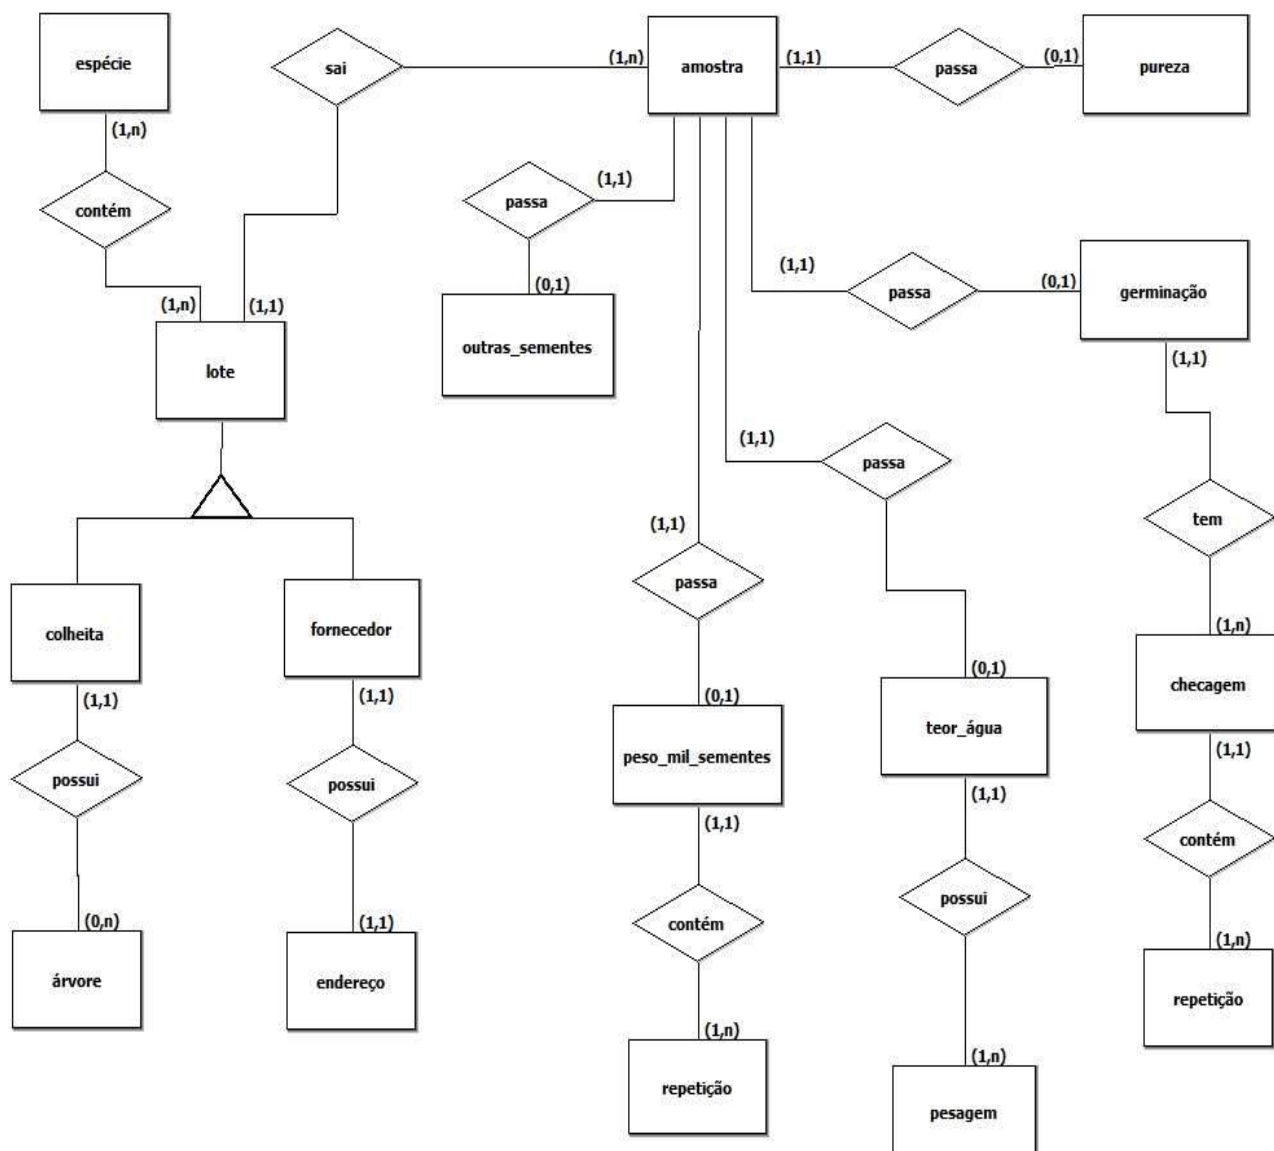 espécie
(1,n)
contém
(1,n)
sai
(1,n)
(1,1)
amostra
(1,1)
passa
(0,1)
pureza
passa
(1,1)
(0,1)
outras_sementes
(1,1)
passa
(0,1)
germinação
(1,1)
lote
(1,1)
passa
(1,1)
passa
(0,1)
tem
(1,n)
colheita
(1,1)
fornecedor
(1,1)
(0,1)
peso_mil_sementes
(1,1)
teor_água
(1,1)
checagem
(1,1)
possui
possui
contém
possui
contém
(0,n)
árvore
(1,1)
endereço
(1,n)
repetição
(1,n)
pesagem
(1,n)
repetição